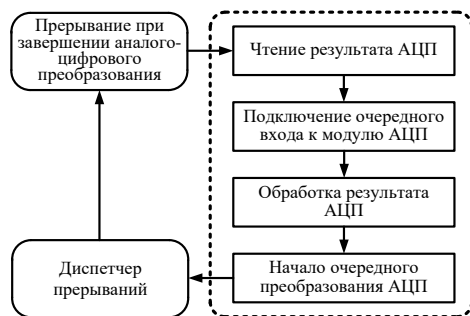 Прерывание при
завершении аналого-
цифрового
преобразования
Чтение результата АЦП
Подключение очередного
входа к модулю АЦП
Обработка результата
АЦП
Начало очередного
преобразования АЦП
Диспетчер
прерываний